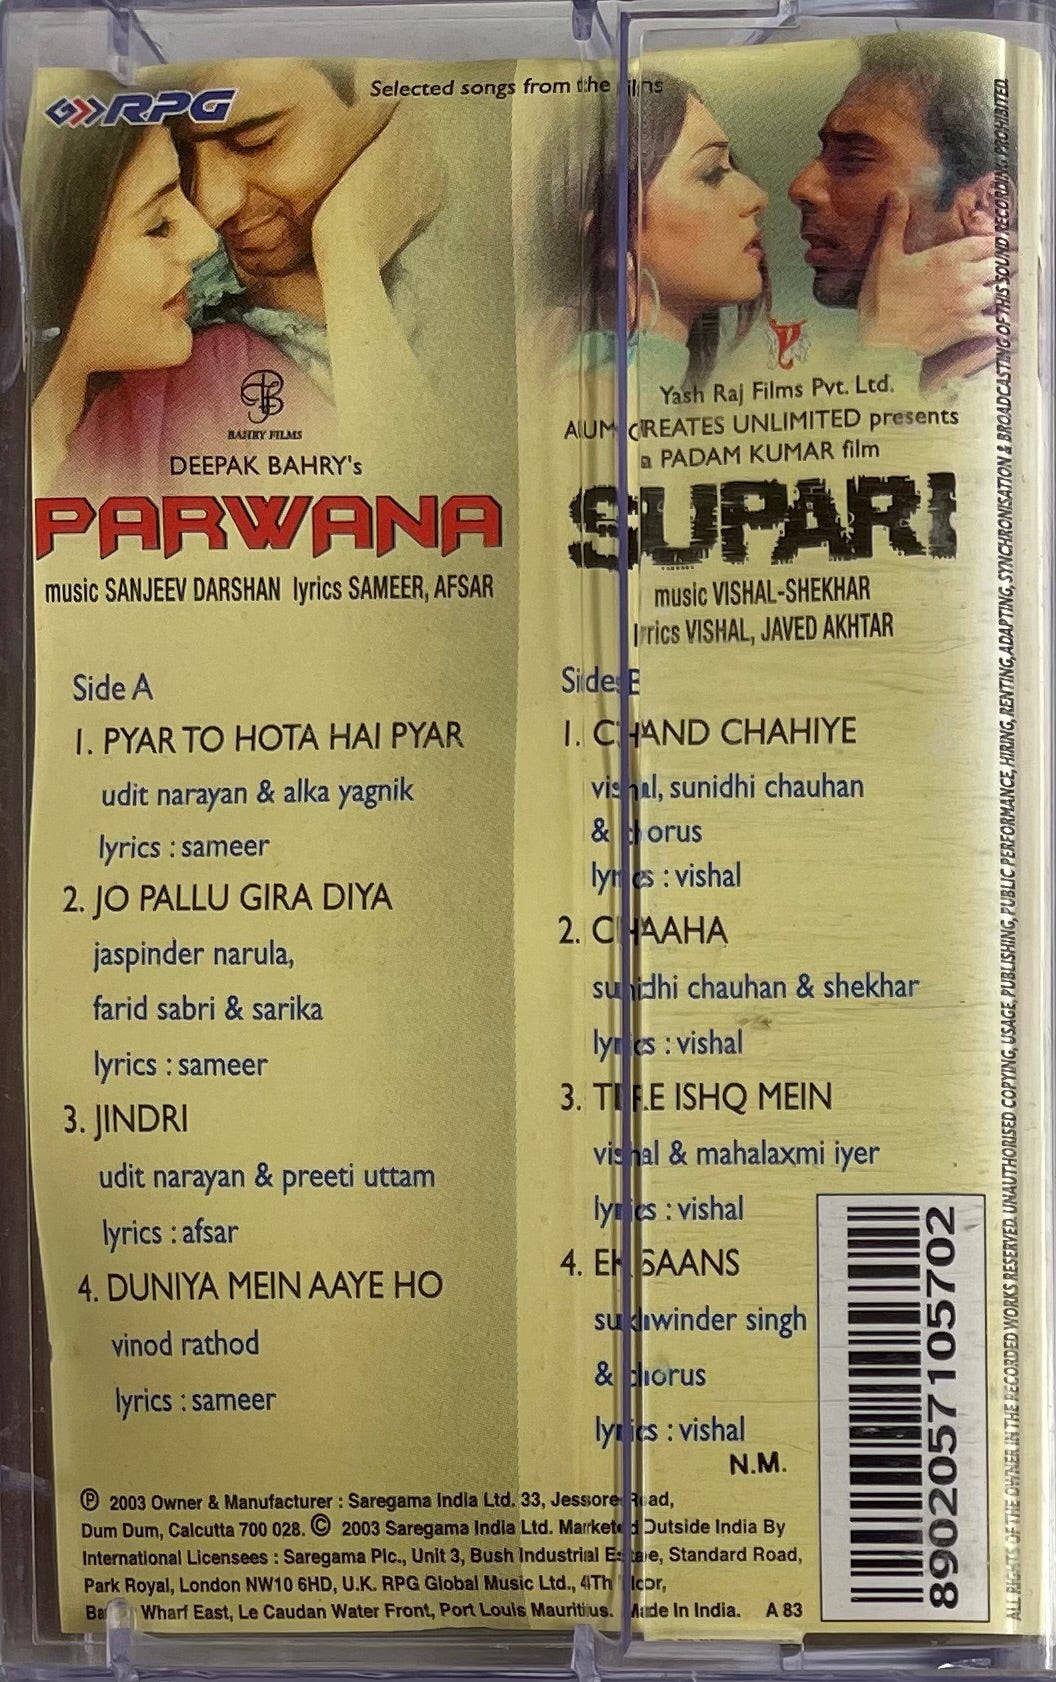 RPG
Selected songs from the films
BAHRY FILMS
DEEPAK BAHRY's
PARWANA
music SANJEEV DARSHAN lyrics SAMEER, AFSAR
Side A
1. PYAR TO HOTA HAI PYAR
udit narayan & alka yagnik
lyrics : sameer
2. JO PALLU GIRA DIYA
jaspinder narula,
farid sabri & sarika
lyrics : sameer
3. JINDRI
udit narayan & preeti uttam
lyrics : afsar
4. DUNIYA MEIN AAYE HO
vinod rathod
lyrics : sameer
Yash Raj Films Pvt. Ltd.
AUM CREATES UNLIMITED presents
a PADAM KUMAR film
SUPARI
music VISHAL-SHEKHAR
lyrics VISHAL, JAVED AKHTAR
Side B
1. CHAND CHAHIYE
vishal, sunidhi chauhan
& chorus
lyrics : vishal
2. CHAAHA
sunidhi chauhan & shekhar
lyrics : vishal
3. TERE ISHQ MEIN
vishal & mahalaxmi iyer
lyrics : vishal
4. EK SAANS
sukhwinder singh
& chorus
lyrics : vishal
N.M.
Ⓟ 2003 Owner & Manufacturer : Saregama India Ltd. 33, Jessore Road,
Dum Dum, Calcutta 700 028. © 2003 Saregama India Ltd. Marketed Outside India By
International Licensees : Saregama Plc., Unit 3, Bush Industrial Estate, Standard Road,
Park Royal, London NW10 6HD, U.K. RPG Global Music Ltd., 4Th Floor,
Wharf East, Le Caudan Water Front, Port Louis Mauritius. Made In India. A 83
8902057105702
ALL RIGHTS OF THE OWNER IN THE RECORDED WORKS RESERVED. UNAUTHORISED COPYING, USAGE, PUBLISHING, PUBLIC PERFORMANCE, HIRING, RENTING, ADAPTING, SYNCHRONISATION & BROADCASTING OF THIS SOUND RECORDING PROHIBITED.